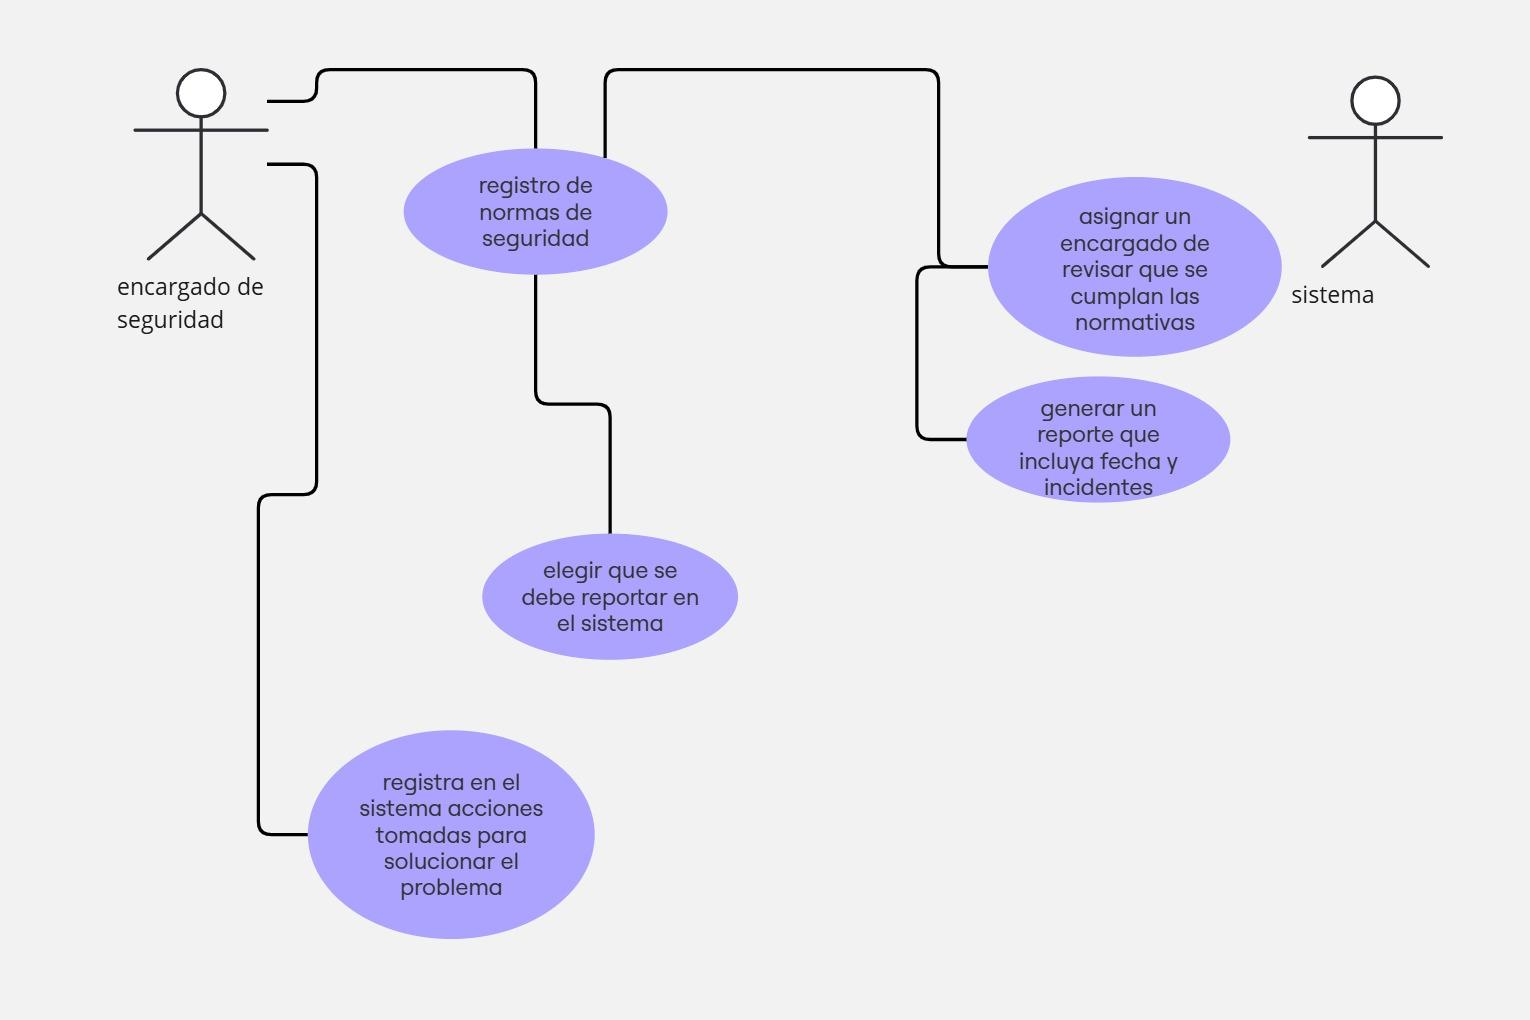 encargado de
seguridad
registro de
normas de
seguridad
asignar un
encargado de
revisar que se
cumplan las
normativas
sistema
generar un
reporte que
incluya fecha y
incidentes
elegir que se
debe reportar en
el sistema
registra en el
sistema acciones
tomadas para
solucionar el
problema